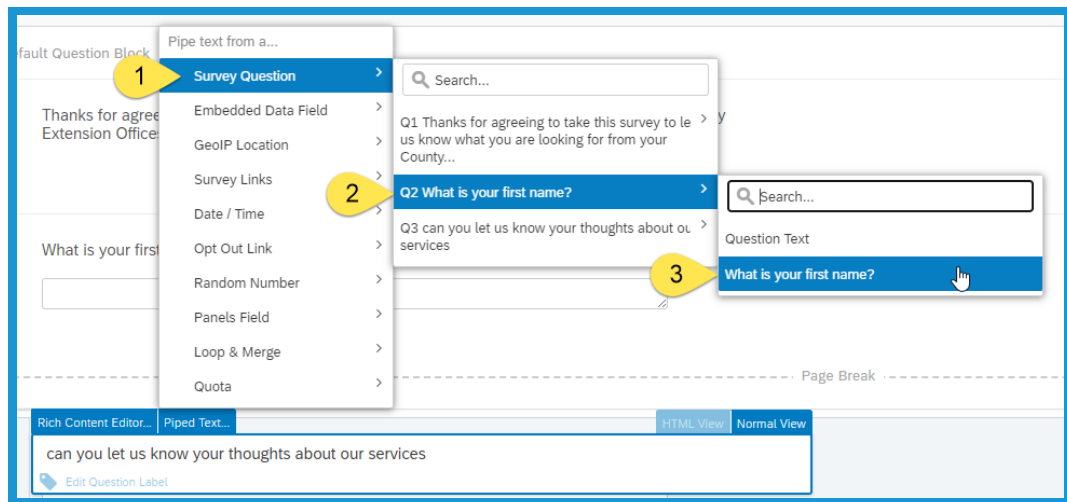 efault Question Block
Pipe text from a...
1
Survey Question
Embedded Data Field
GeoIP Location
Survey Links
Date / Time
Opt Out Link
Random Number
Panels Field
Loop & Merge
Quota
Search...
Q1 Thanks for agreeing to take this survey to le
us know what you are looking for from your
County...
2
Q2 What is your first name?
Q3 can you let us know your thoughts about ou
services
Search...
Question Text
3
What is your first name?
Thanks for agree
y
Extension Office
What is your first
Page Break
Rich Content Editor... Piped Text...
HTML View Normal View
can you let us know your thoughts about our services
Edit Question Label